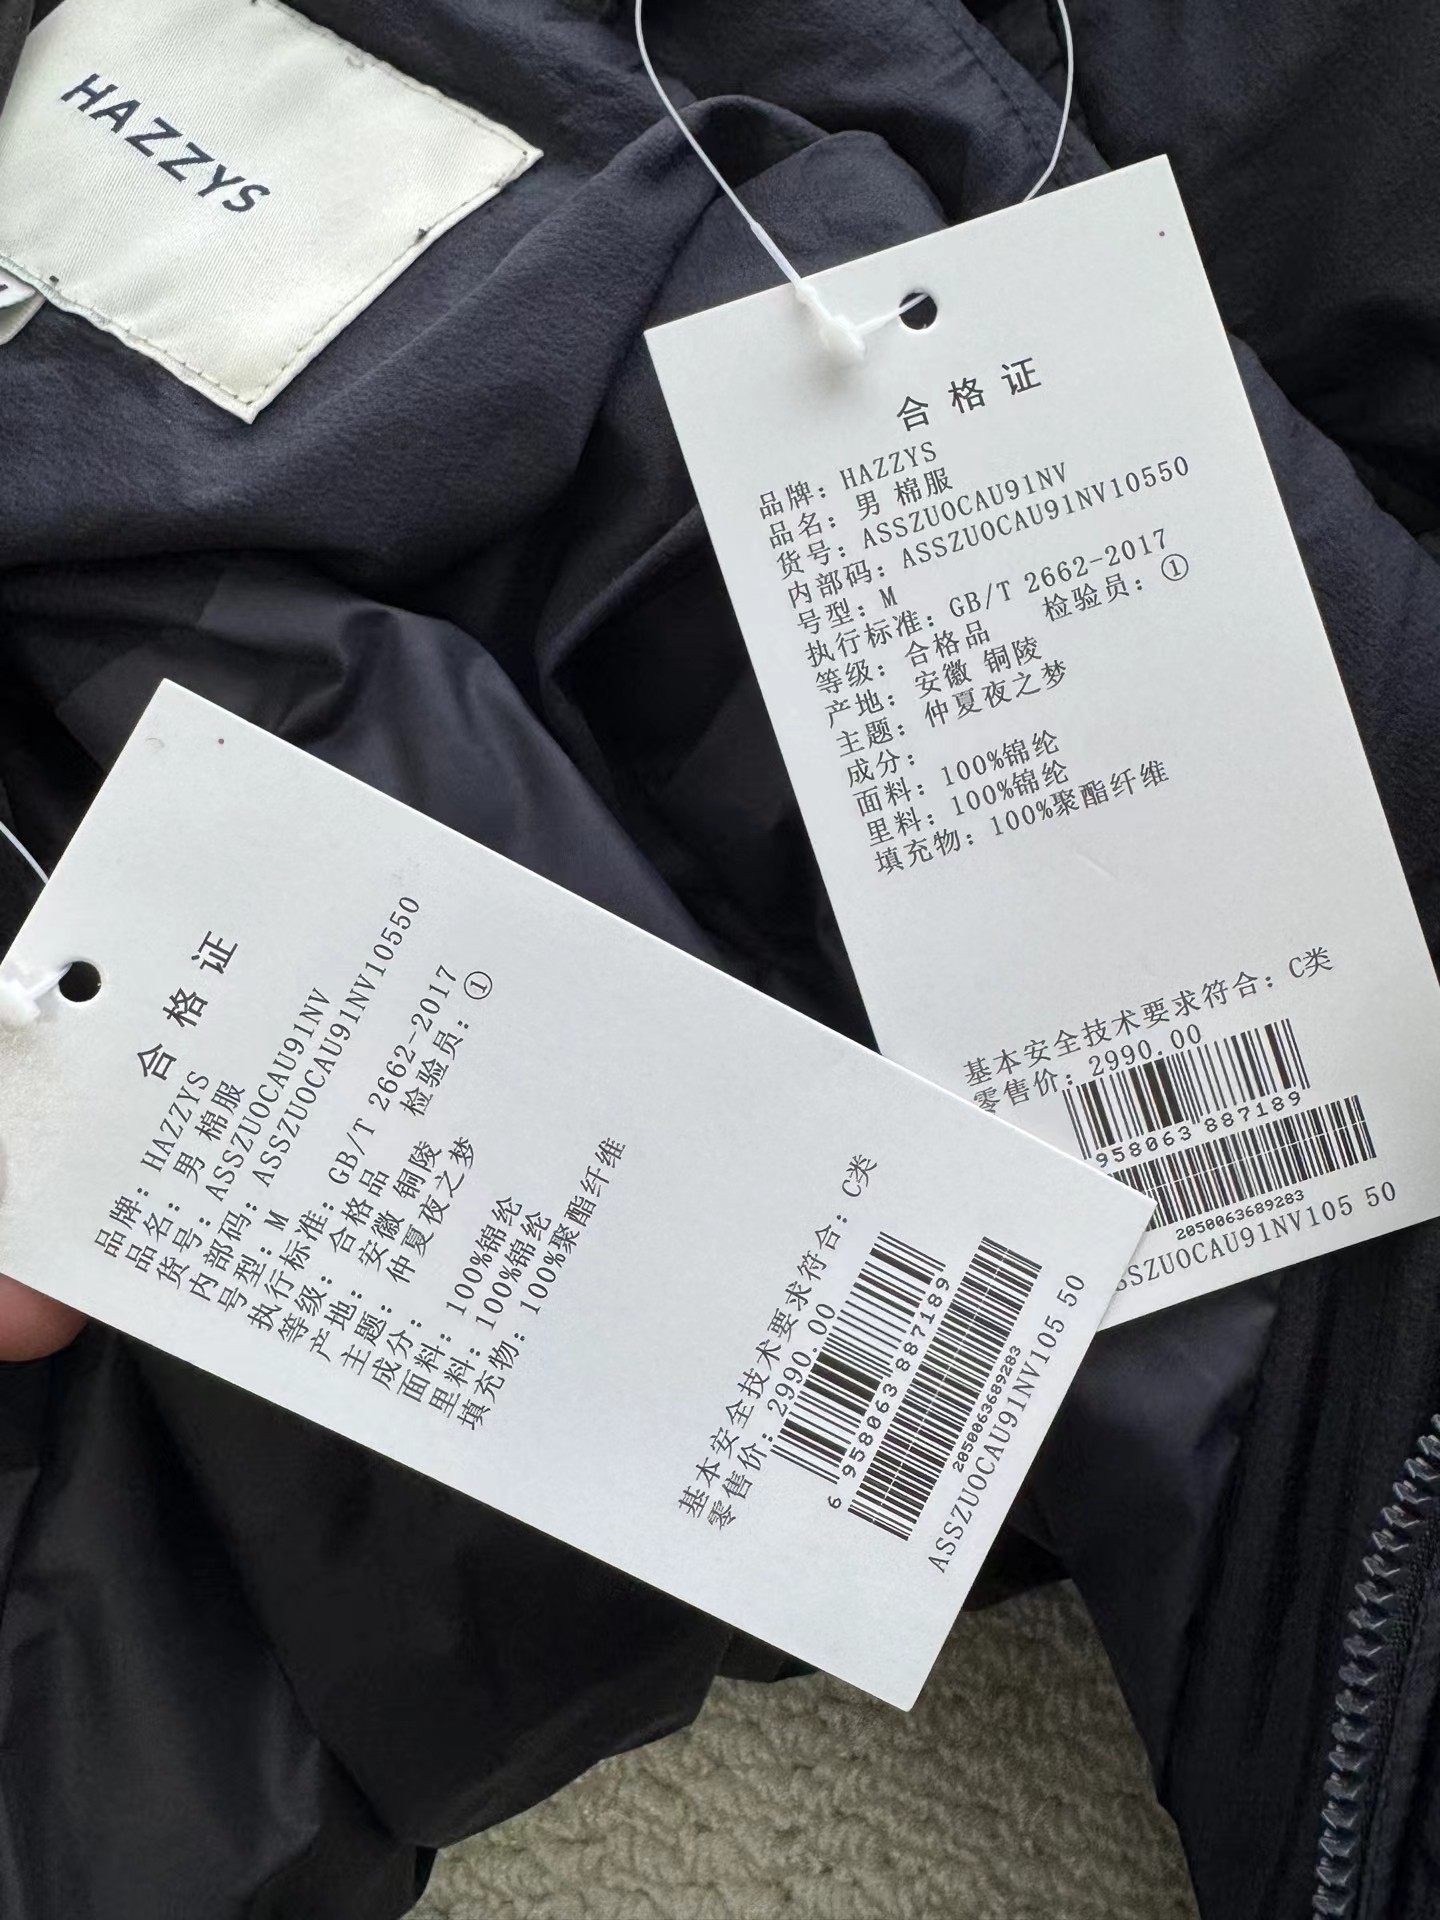 HAZZYS
合格证
品牌：HAZZYS
品名：男 棉服
货号：ASSZU0CAU91NV
内部码：ASSZU0CAU91NV10550
号型：M
执行标准：GB/T 2662-2017
等级：合格品 检验员：①
产地：安徽 铜陵
主题：仲夏夜之梦
成分：
面料：100%锦纶
里料：100%锦纶
填充物：100%聚酯纤维
基本安全技术要求符合：C类
零售价：2990.00
958063 887189
2050063689283
SSZU0CAU91NV105 50
合格证
品牌：HAZZYS
品名：男 棉服
货号：ASSZU0CAU91NV
内部码：ASSZU0CAU91NV10550
号型：M
执行标准：GB/T 2662-2017
等级：合格品 检验员：①
产地：安徽 铜陵
主题：仲夏夜之梦
成分：
面料：100%锦纶
里料：100%锦纶
填充物：100%聚酯纤维
基本安全技术要求符合：C类
零售价：2990.00
6 958063 887189
2050063689283
ASSZU0CAU91NV105 50